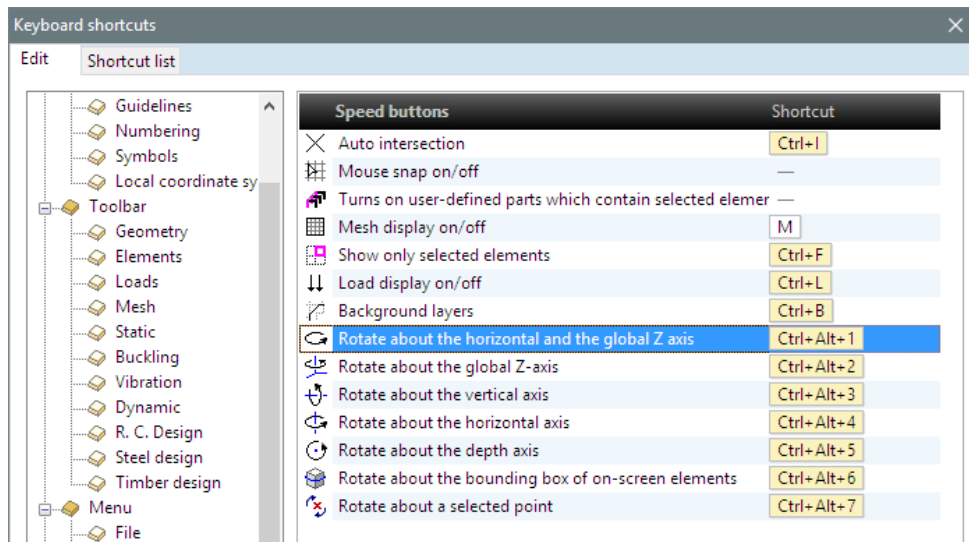 Keyboard shortcuts
Edit
Shortcut list
Guidelines
Numbering
Symbols
Local coordinate sy
Toolbar
Geometry
Elements
Loads
Mesh
Static
Buckling
Vibration
Dynamic
R. C. Design
Steel design
Timber design
Menu
File
Speed buttons Shortcut
Auto intersection Ctrl+I
Mouse snap on/off —
Turns on user-defined parts which contain selected elemer —
Mesh display on/off M
Show only selected elements Ctrl+F
Load display on/off Ctrl+L
Background layers Ctrl+B
Rotate about the horizontal and the global Z axis Ctrl+Alt+1
Rotate about the global Z-axis Ctrl+Alt+2
Rotate about the vertical axis Ctrl+Alt+3
Rotate about the horizontal axis Ctrl+Alt+4
Rotate about the depth axis Ctrl+Alt+5
Rotate about the bounding box of on-screen elements Ctrl+Alt+6
Rotate about a selected point Ctrl+Alt+7